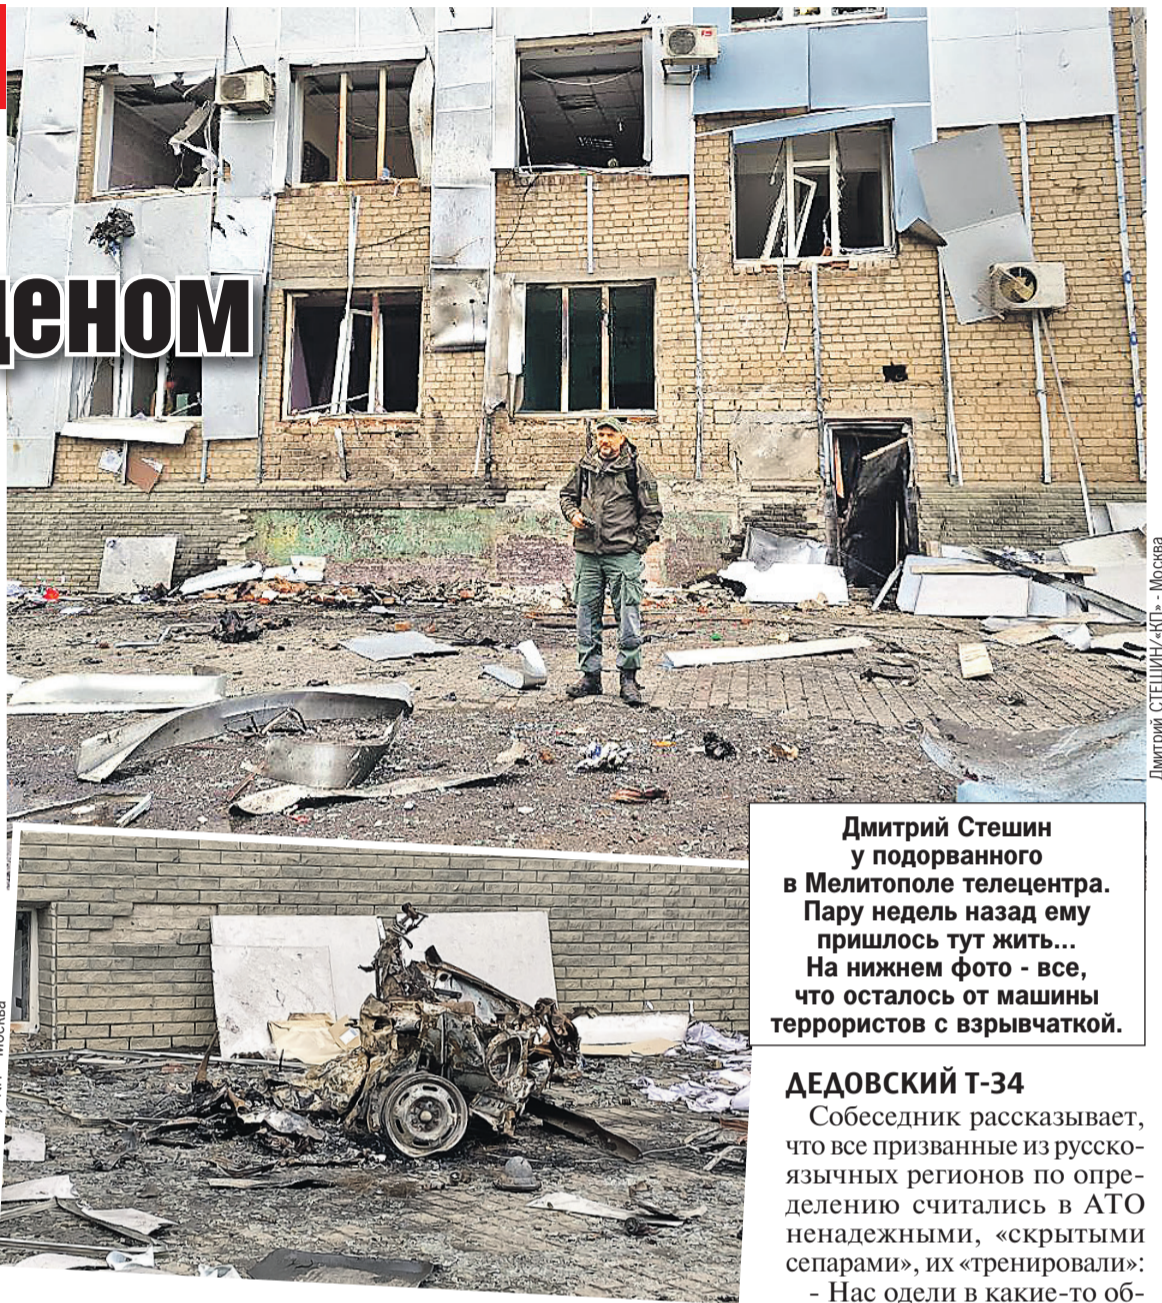 деном
Дмитрий СТЕШИН/«КП» - Москва
Дмитрий Стешин
у подорванного
в Мелитополе телецентра.
Пару недель назад ему
пришлось тут жить...
На нижнем фото - все,
что осталось от машины
террористов с взрывчаткой.
ДЕДОВСКИЙ Т-34
Собеседник рассказывает,
что все призванные из русско-
язычных регионов по опре-
делению считались в АТО
ненадежными, «скрытыми
сепарами», их «тренировали»:
- Нас одели в какие-то об-